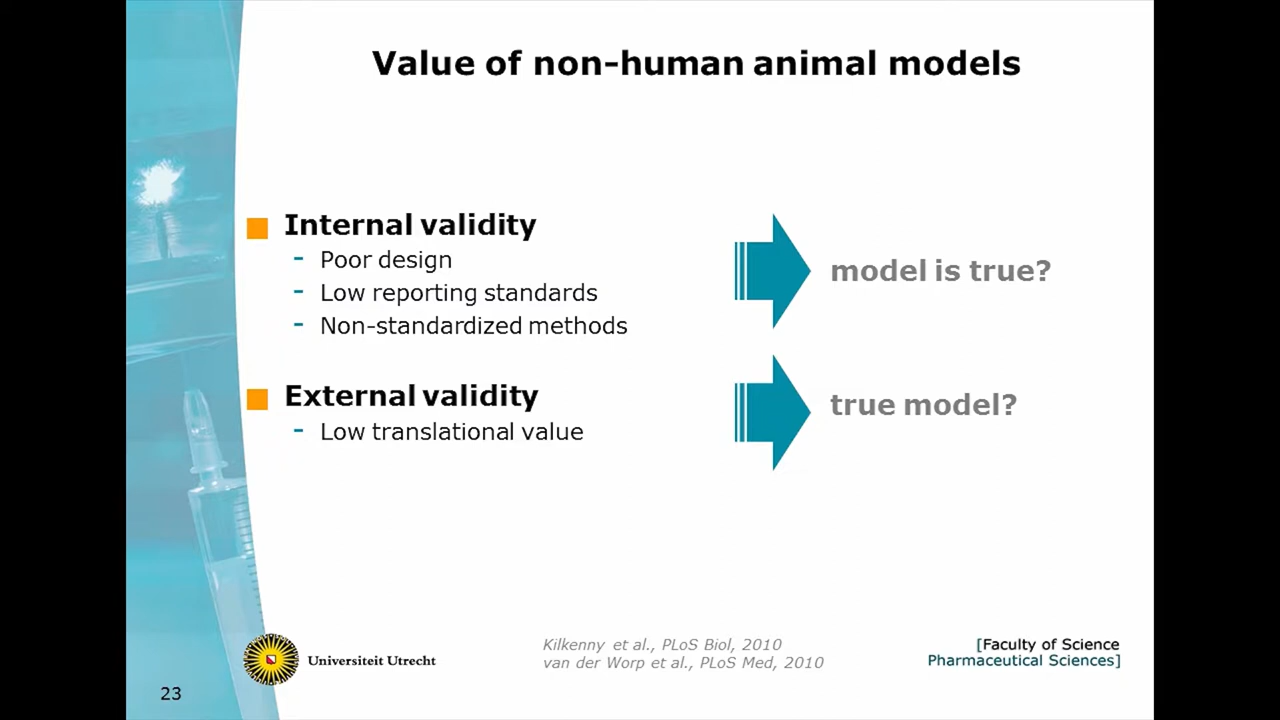 Value of non-human animal models
Internal validity
- Poor design
- Low reporting standards
- Non-standardized methods
model is true?
External validity
- Low translational value
true model?
Kilkenny et al., PLoS Biol, 2010
van der Worp et al., PLoS Med, 2010
Universiteit Utrecht
[Faculty of Science
Pharmaceutical Sciences]
23